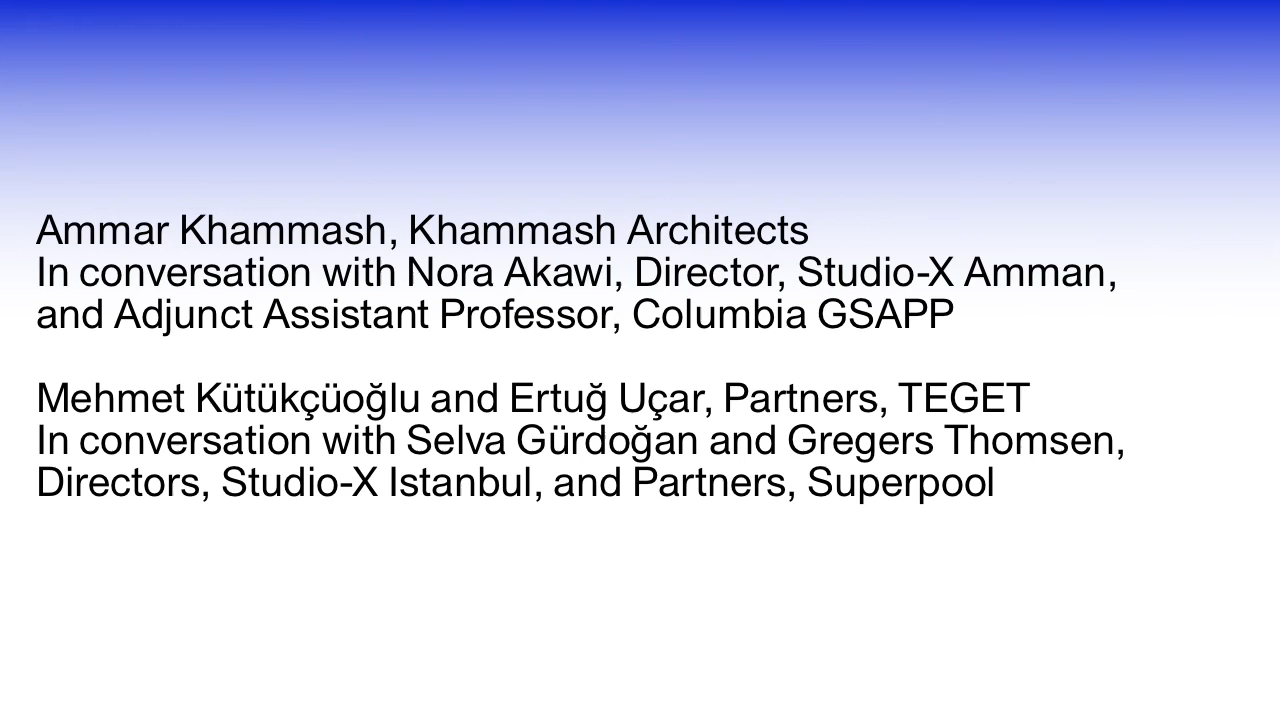 Ammar Khammash, Khammash Architects
In conversation with Nora Akawi, Director, Studio-X Amman,
and Adjunct Assistant Professor, Columbia GSAPP
Mehmet Kütükçüoğlu and Ertuğ Uçar, Partners, TEGET
In conversation with Selva Gürdoğan and Gregers Thomsen,
Directors, Studio-X Istanbul, and Partners, Superpool